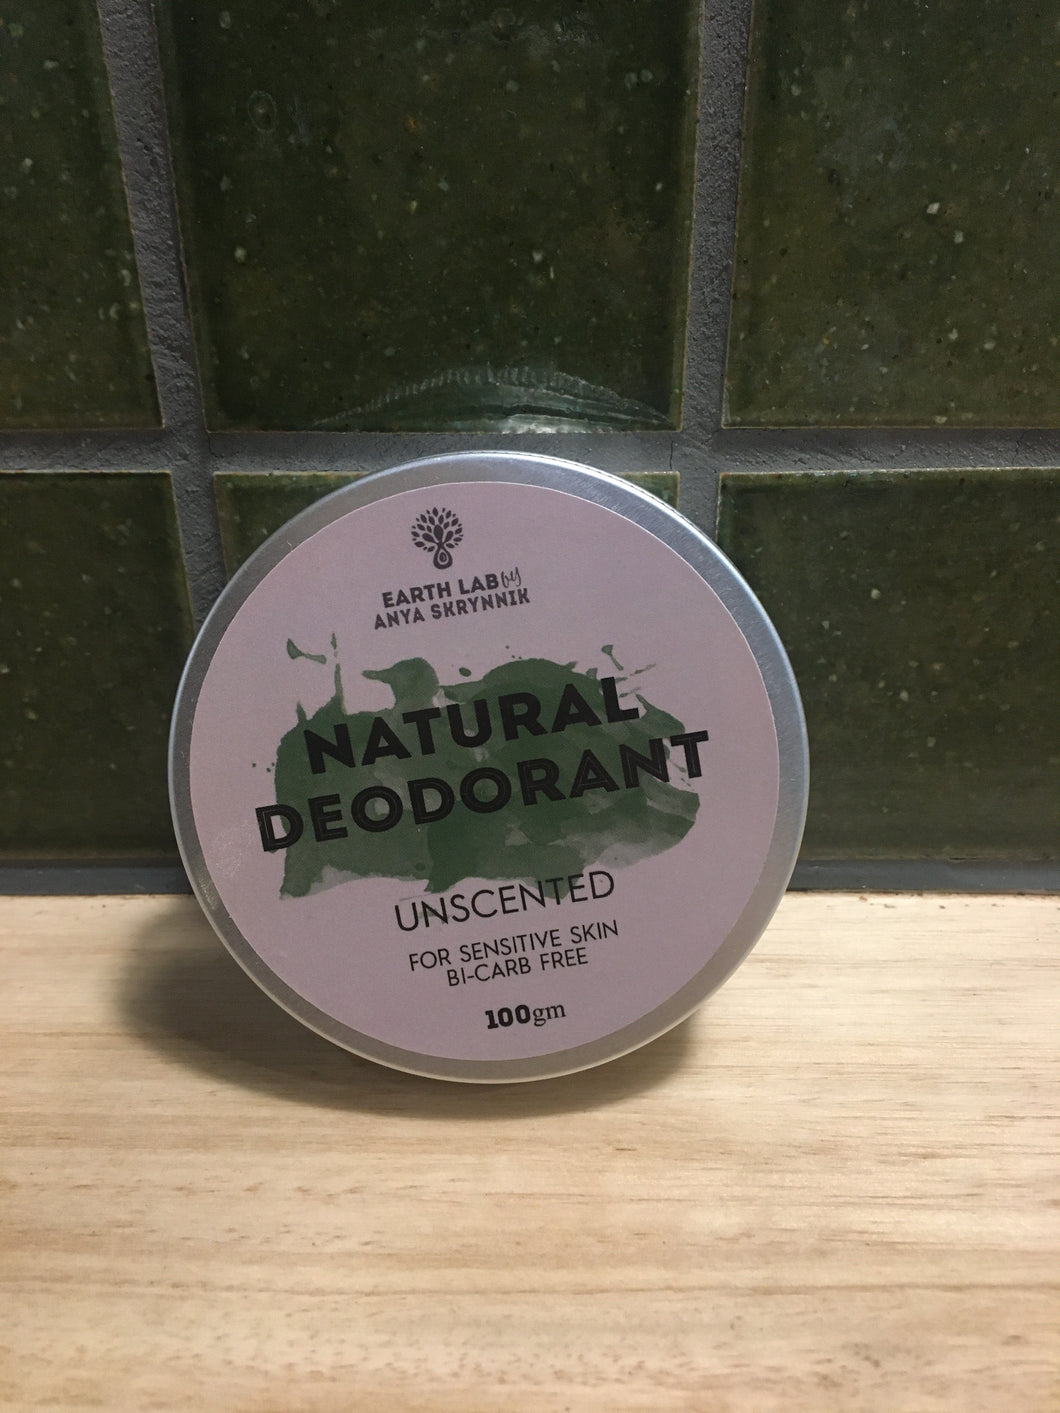 EARTH LAB by
ANYA SKRYNNIK
NATURAL
DEODORANT
UNSCENTED
FOR SENSITIVE SKIN
BI-CARB FREE
100gm